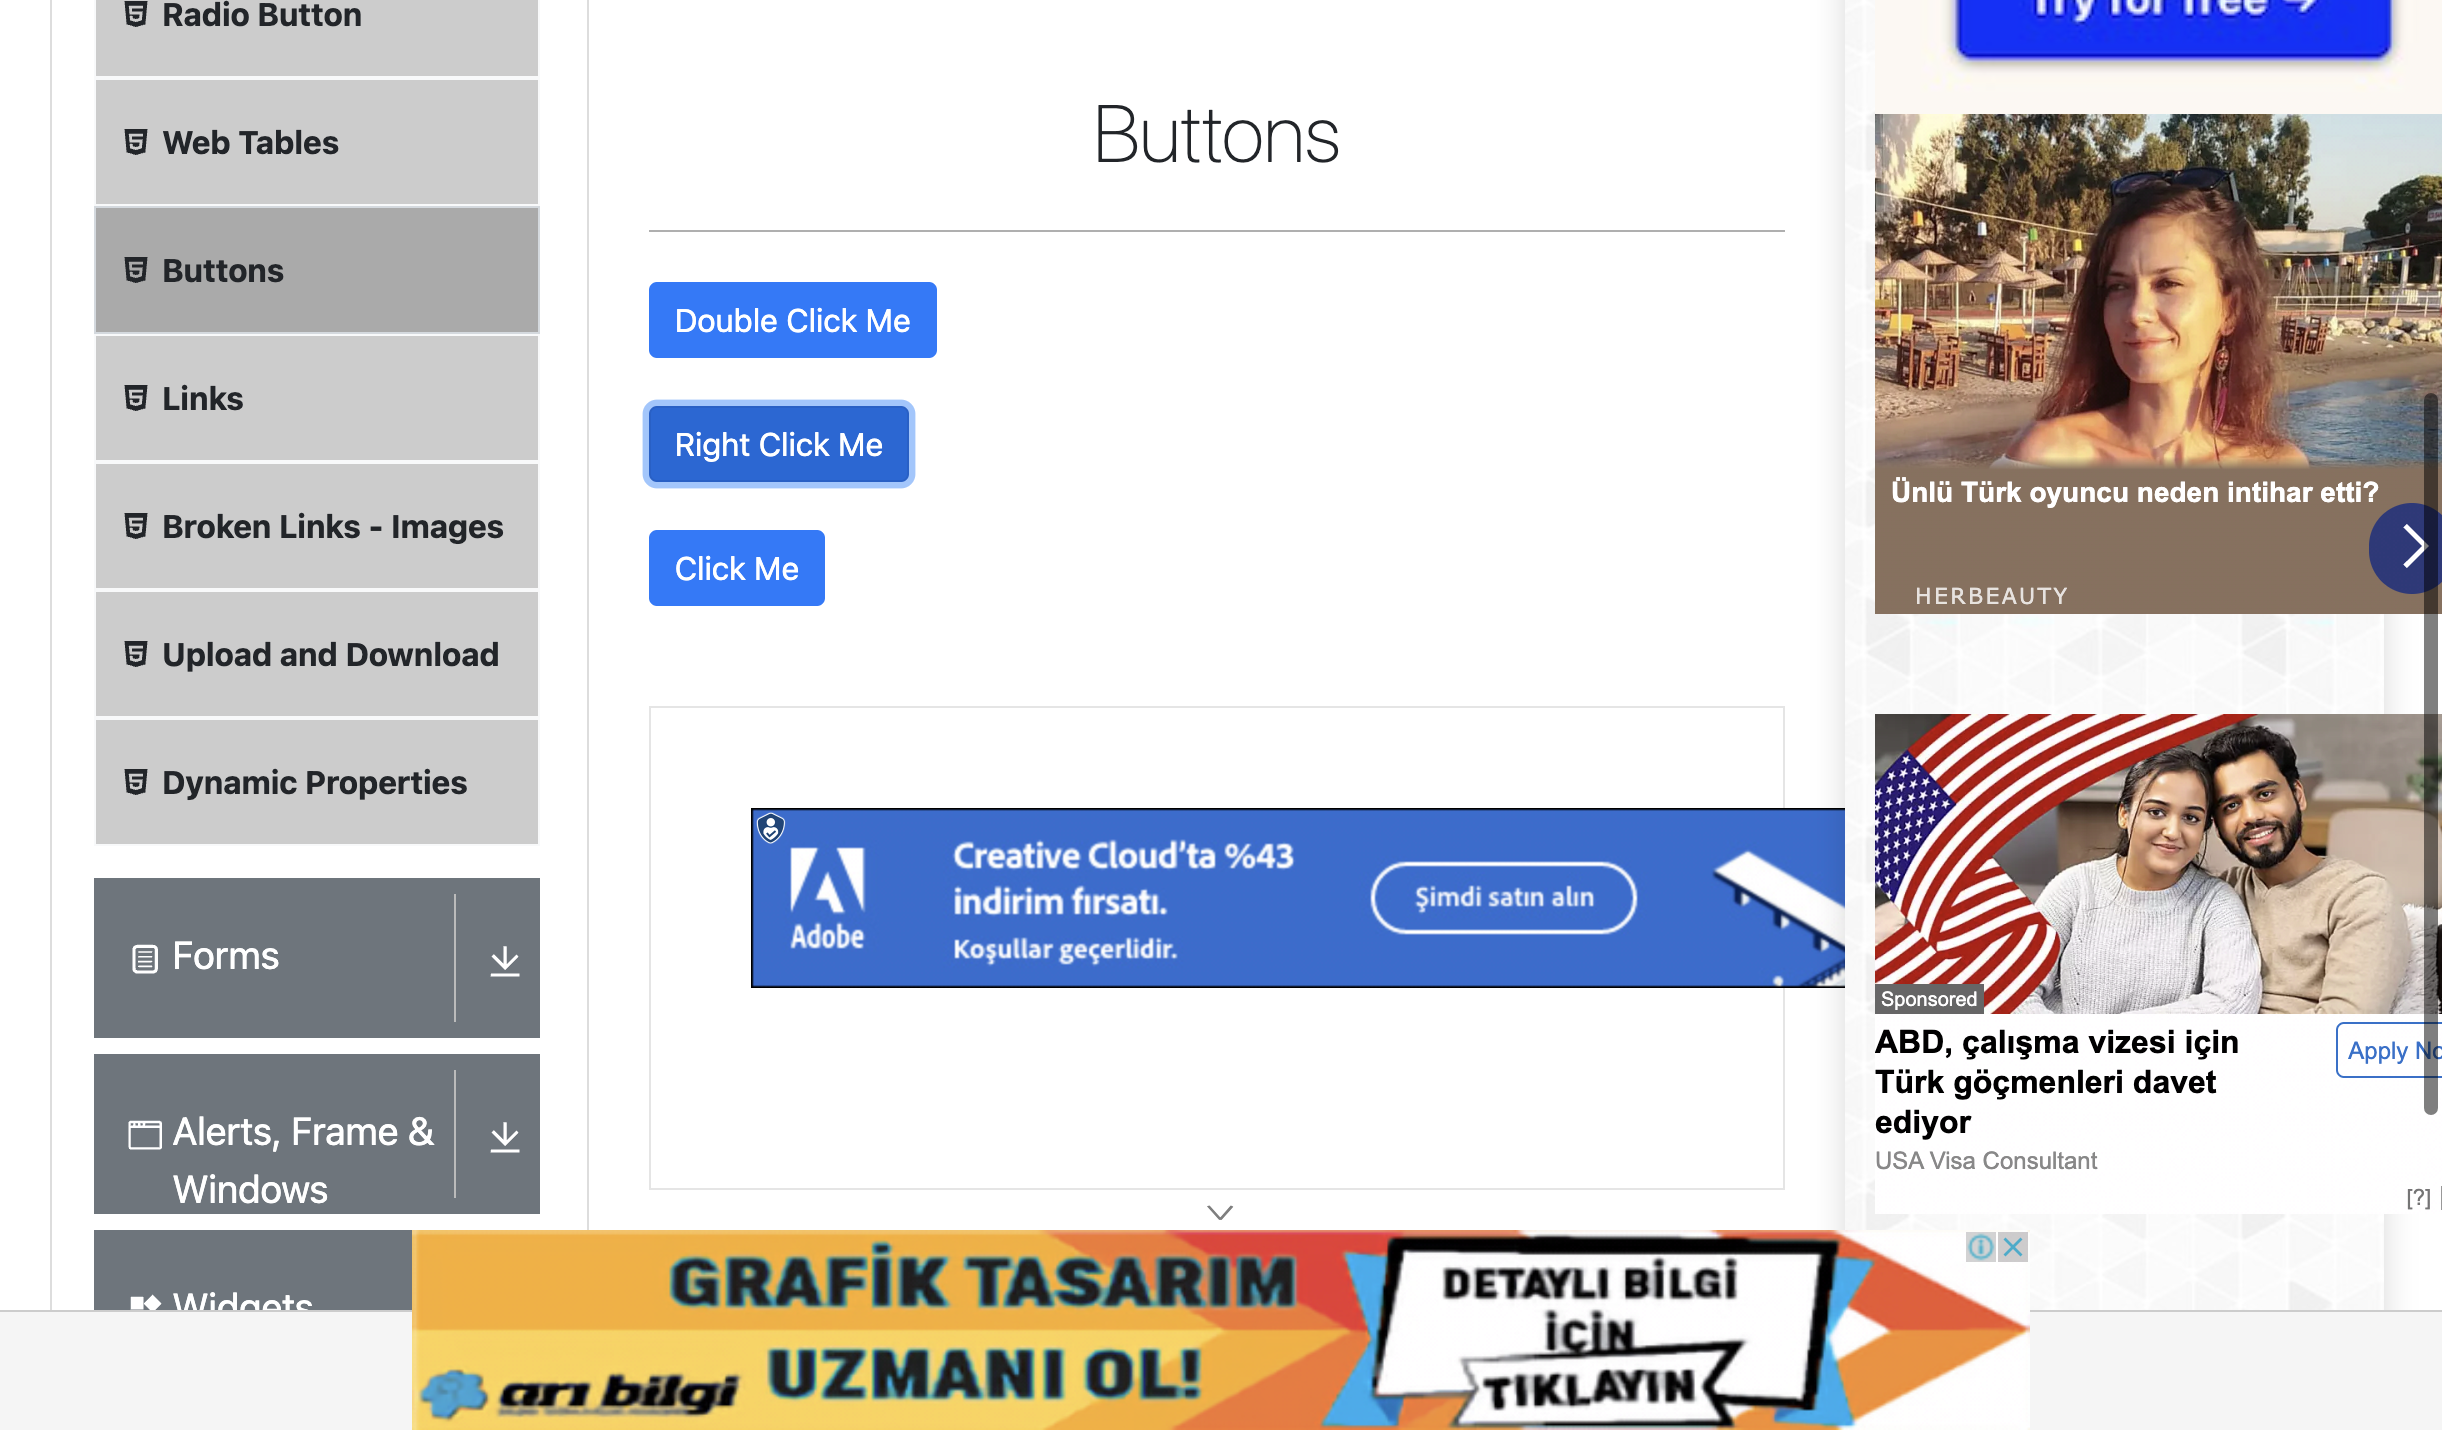 Radio Button
Web Tables
Buttons
Links
Broken Links - Images
Upload and Download
Dynamic Properties
Forms
Alerts, Frame &
Windows
Widgets
Buttons
Double Click Me
Right Click Me
Click Me
Adobe
Creative Cloud'ta %43
indirim fırsatı.
Koşullar geçerlidir.
Şimdi satın alın
Try for free →
Ünlü Türk oyuncu neden intihar etti?
HERBEAUTY
Sponsored
ABD, çalışma vizesi için
Türk göçmenleri davet
ediyor
USA Visa Consultant
Apply No
[?]
GRAFİK TASARIM
UZMANI OL!
arı bilgi
DETAYLI BİLGİ
İÇİN
TIKLAYIN